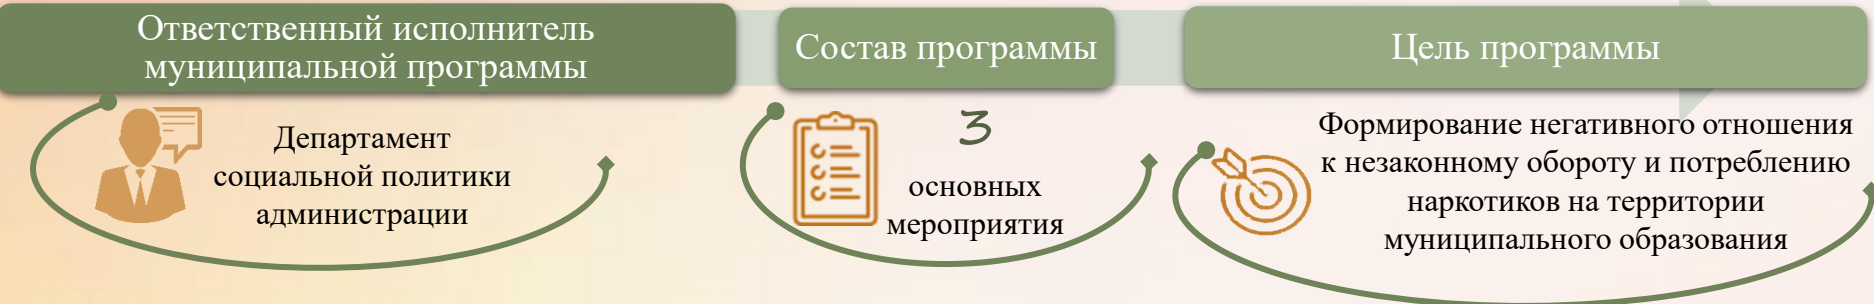 Ответственный исполнитель
муниципальной программы
Департамент
социальной политики
администрации
Состав программы
3
основных
мероприятия
Цель программы
Формирование негативного отношения
к незаконному обороту и потреблению
наркотиков на территории
муниципального образования